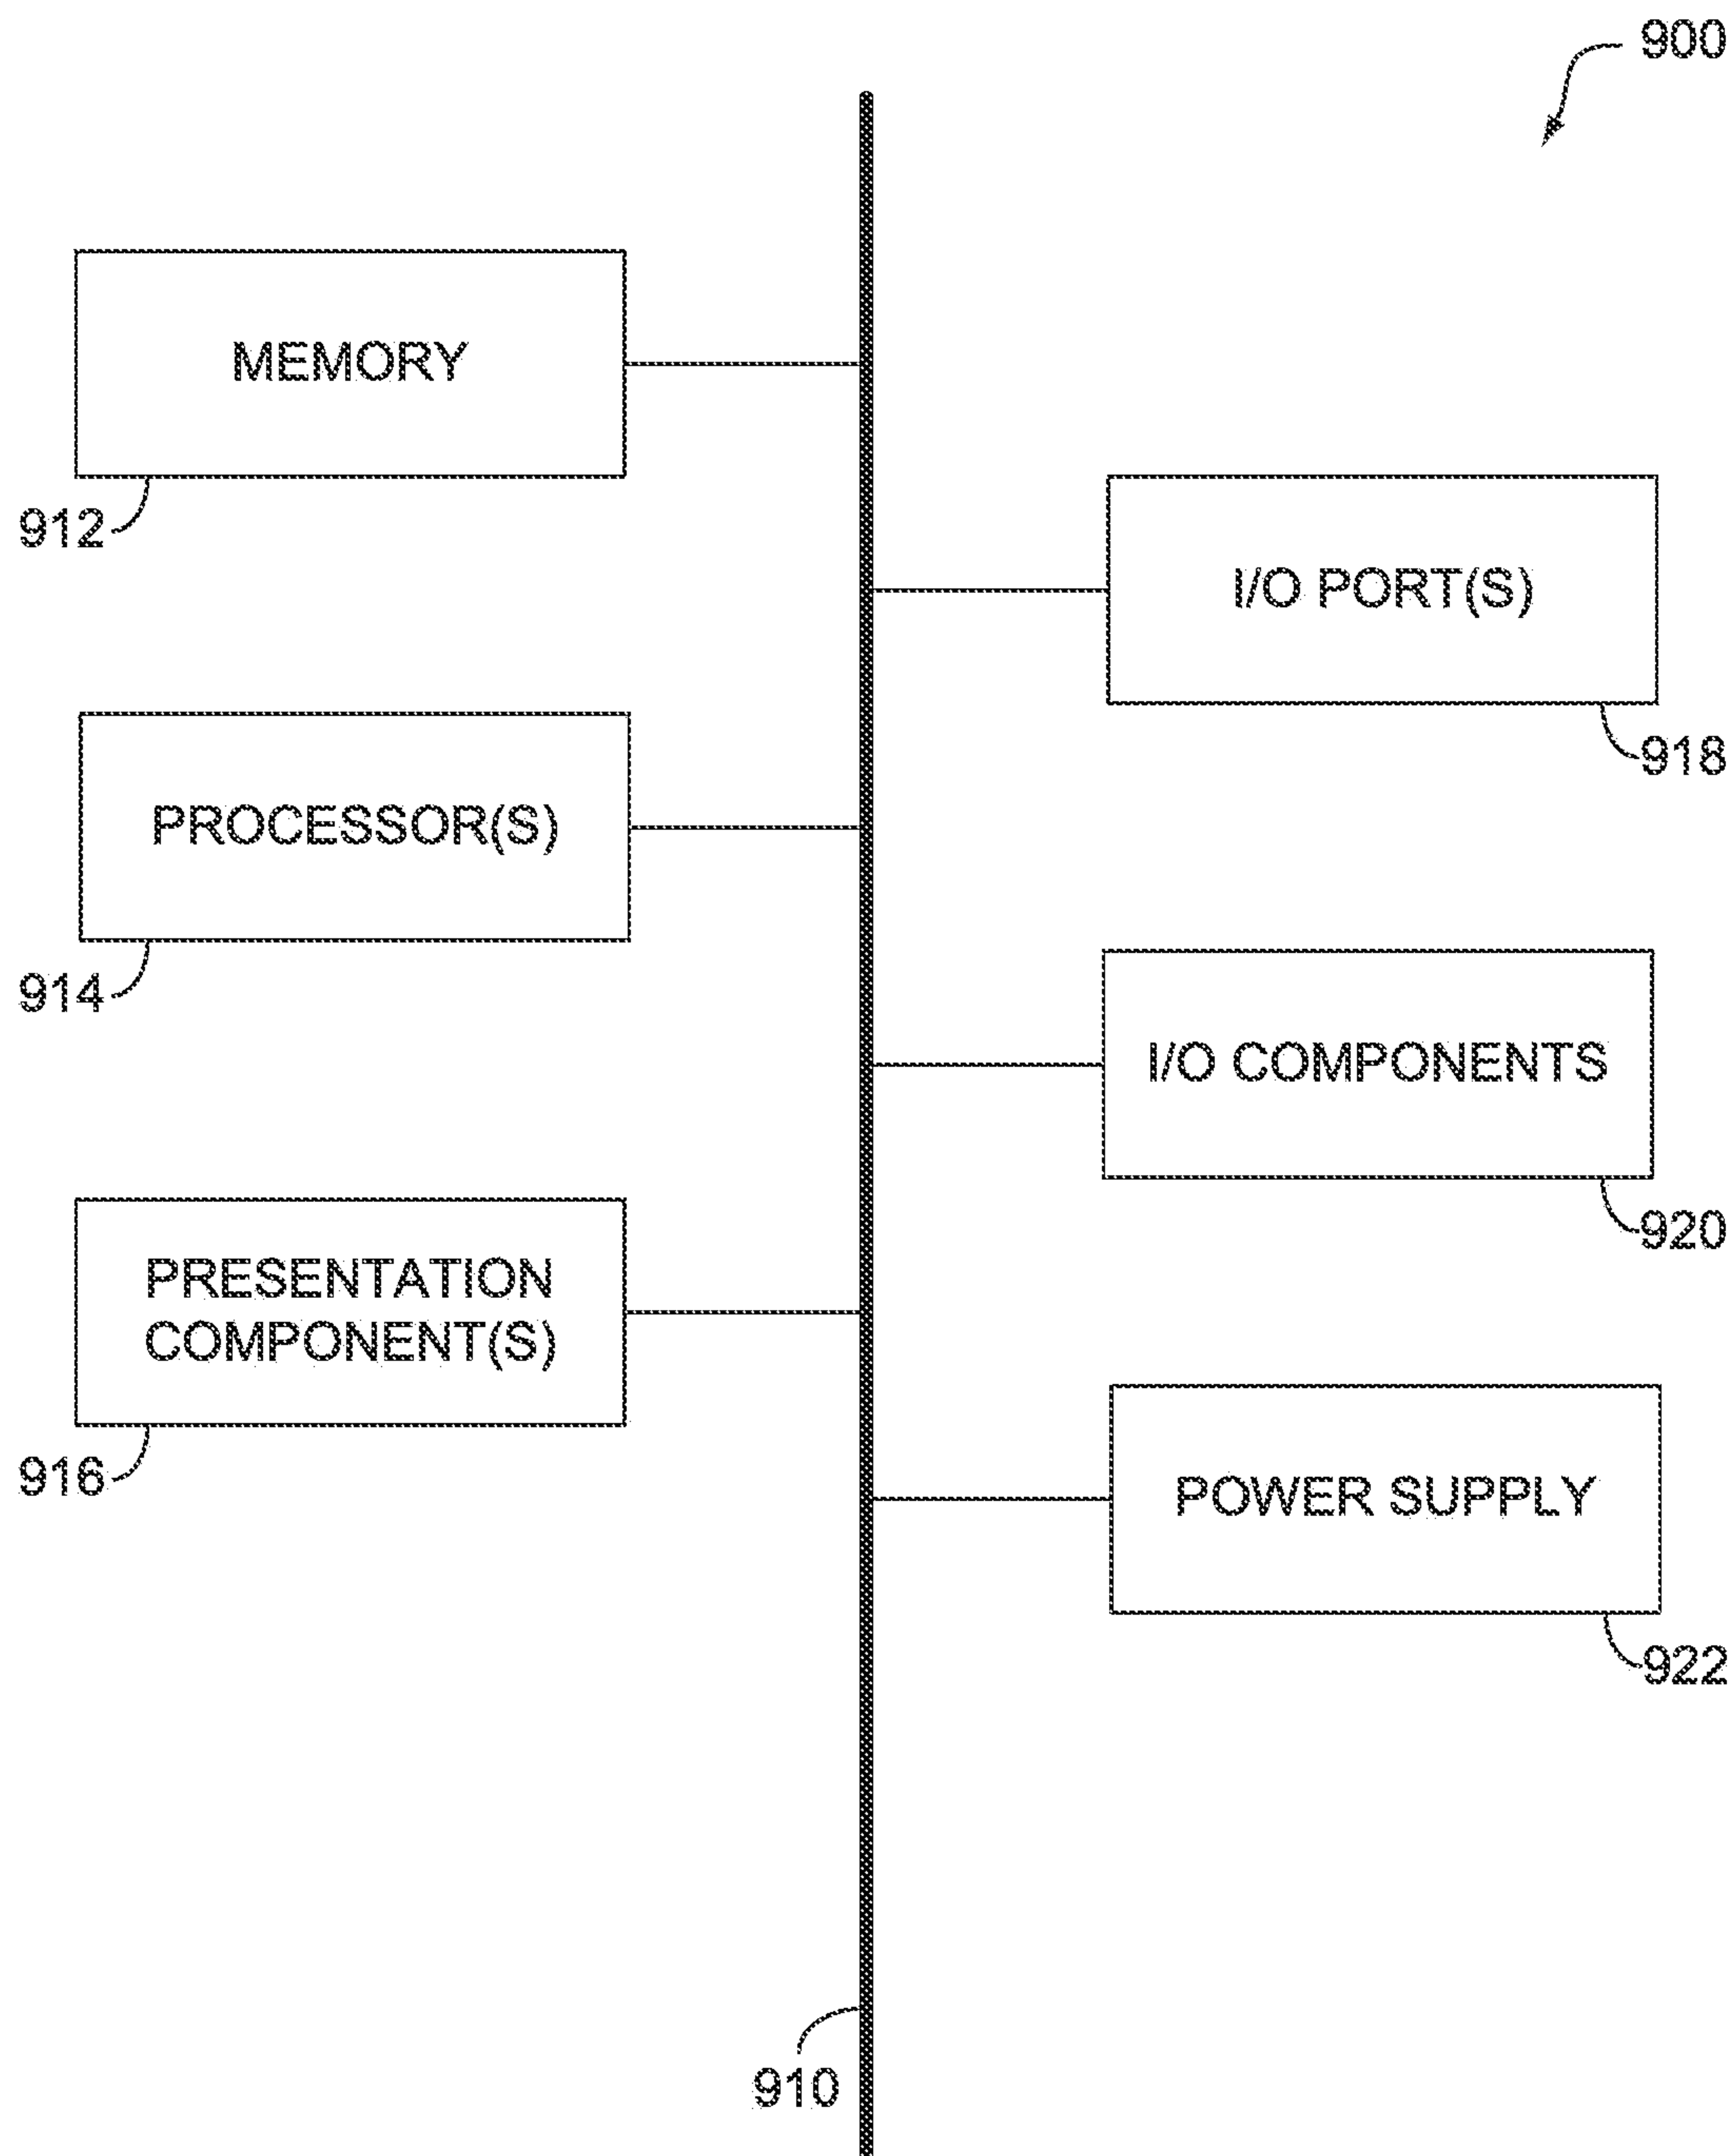 900
MEMORY
912
I/O PORT(S)
918
PROCESSOR(S)
914
I/O COMPONENTS
920
PRESENTATION
COMPONENT(S)
916
POWER SUPPLY
922
910